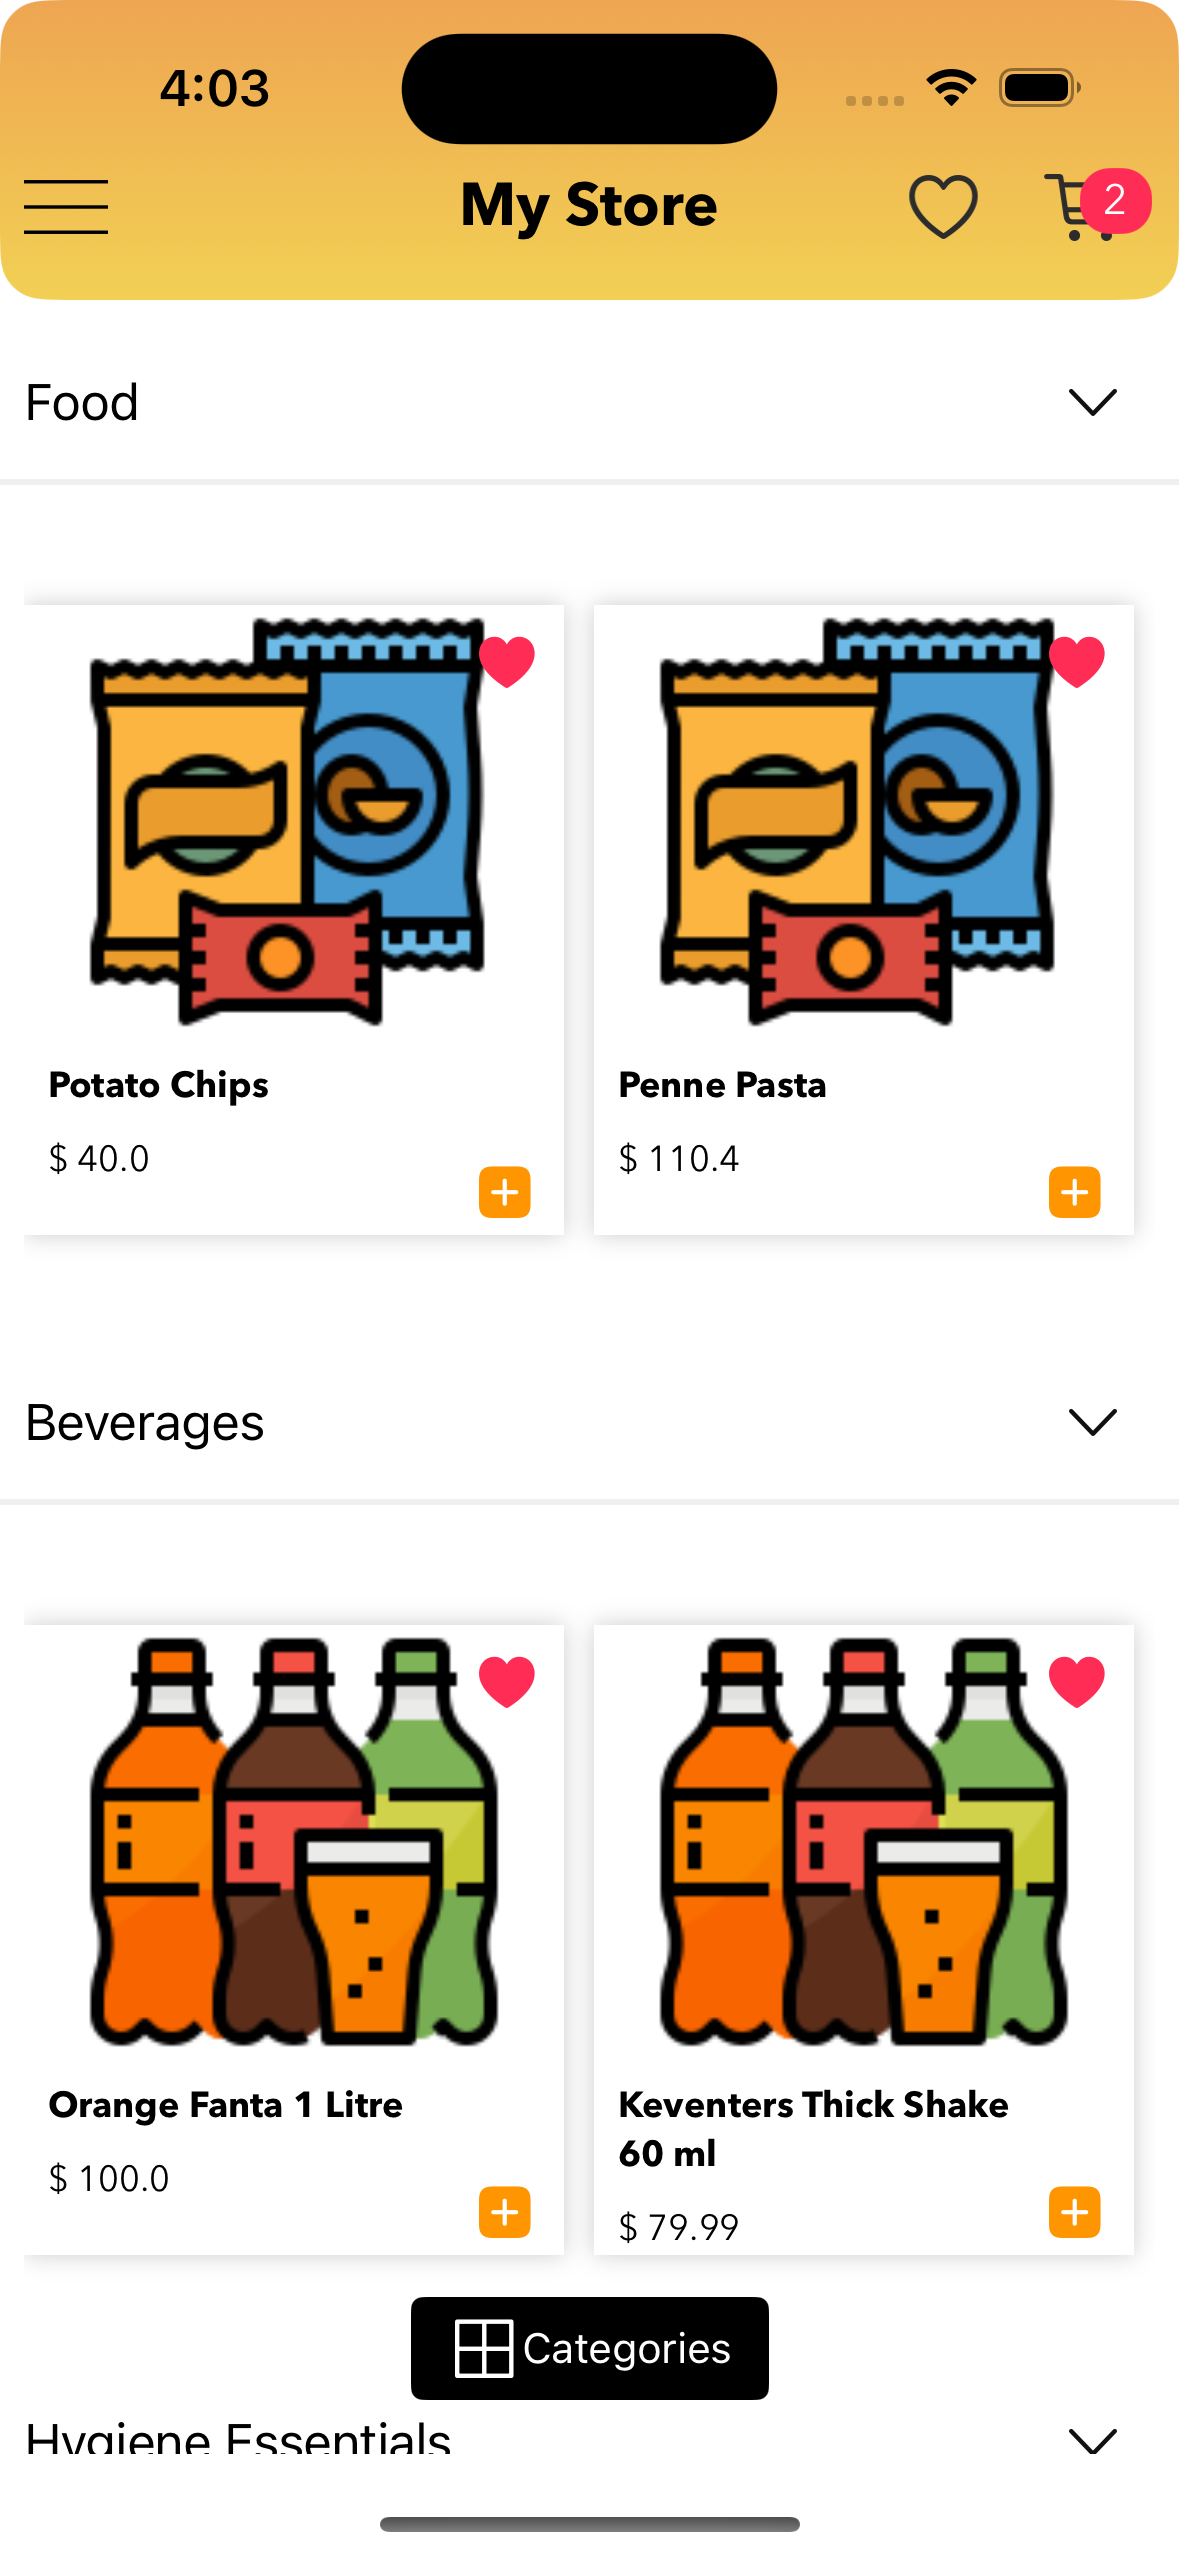 4:03
My Store
2
Food
Potato Chips
Penne Pasta
$ 40.0
$ 110.4
Beverages
Orange Fanta 1 Litre
Keventers Thick Shake
60 ml
$ 100.0
$ 79.99
Categories
Hygiene Essentials